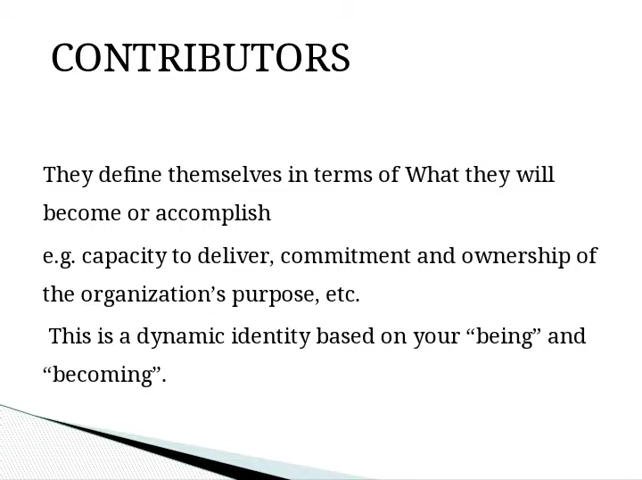 CONTRIBUTORS
They define themselves in terms of What they will
become or accomplish
e.g. capacity to deliver, commitment and ownership of
the organization’s purpose, etc.
This is a dynamic identity based on your “being” and
“becoming”.